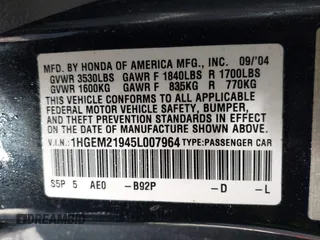 MFD. BY HONDA OF AMERICA MFG., INC. 09/'04
GVWR 3530LBS GAWR F 1840LBS R 1700LBS
GVWR 1600KG GAWR F 835KG R 770KG
THIS VEHICLE CONFORMS TO ALL APPLICABLE
FEDERAL MOTOR VEHICLE SAFETY, BUMPER,
AND THEFT PREVENTION STANDARDS IN EFFECT
ON THE DATE OF MANUFACTURE SHOWN ABOVE.
V.I.N.: 1HGEM21945L007964 TYPE: PASSENGER CAR
S5P 5 AE0 -B92P -D -L
DREAMBID